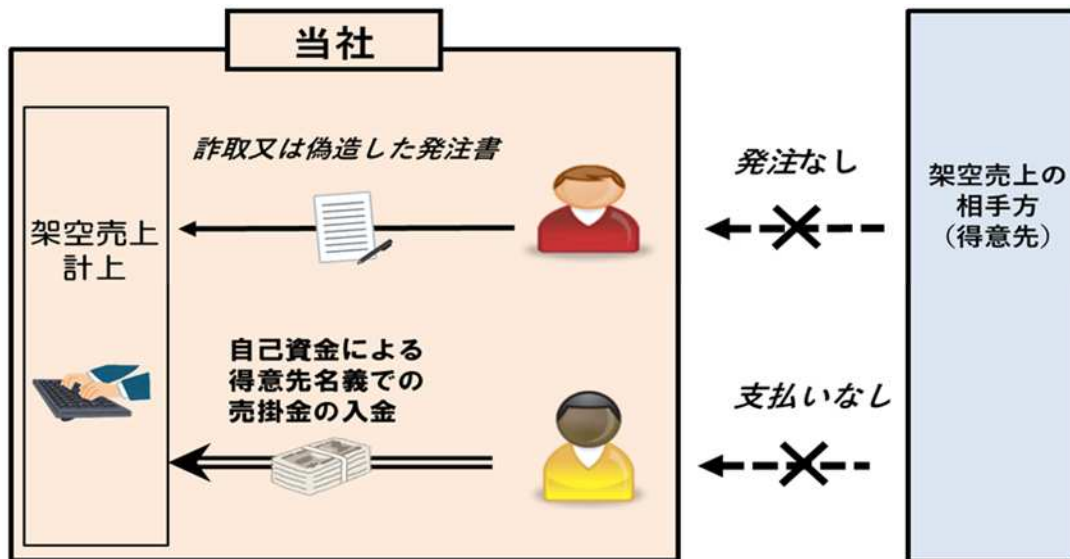 当社
詐取又は偽造した発注書
発注なし
架空売上の
相手方
（得意先）
架空売上
計上
自己資金による
得意先名義での
売掛金の入金
支払いなし